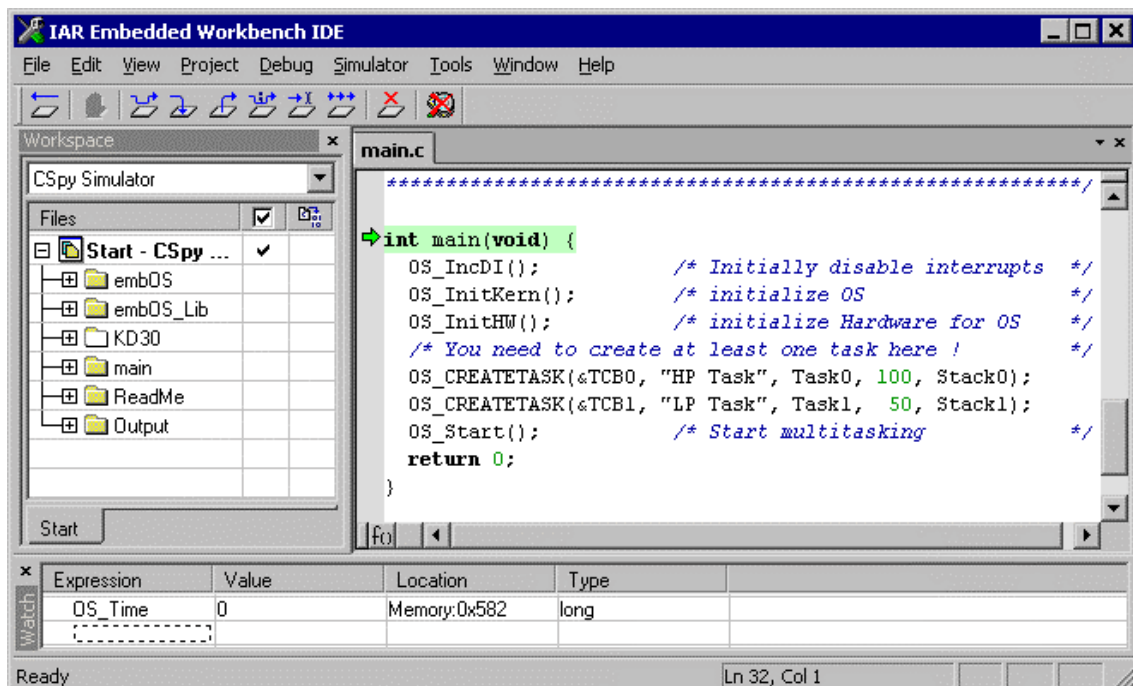 IAR Embedded Workbench IDE
File Edit View Project Debug Simulator Tools Window Help
Workspace
CSpy Simulator
Files
Start - CSpy ...
embOS
embOS_Lib
KD30
main
ReadMe
Output
Start
main.c
***********************************************************/
int main(void) {
OS_IncDI(); /* Initially disable interrupts */
OS_InitKern(); /* initialize OS */
OS_InitHW(); /* initialize Hardware for OS */
/* You need to create at least one task here ! */
OS_CREATETASK(&TCB0, "HP Task", Task0, 100, Stack0);
OS_CREATETASK(&TCB1, "LP Task", Task1, 50, Stack1);
OS_Start(); /* Start multitasking */
return 0;
}
fo
Watch
Expression Value Location Type
OS_Time 0 Memory:0x582 long
Ready Ln 32, Col 1